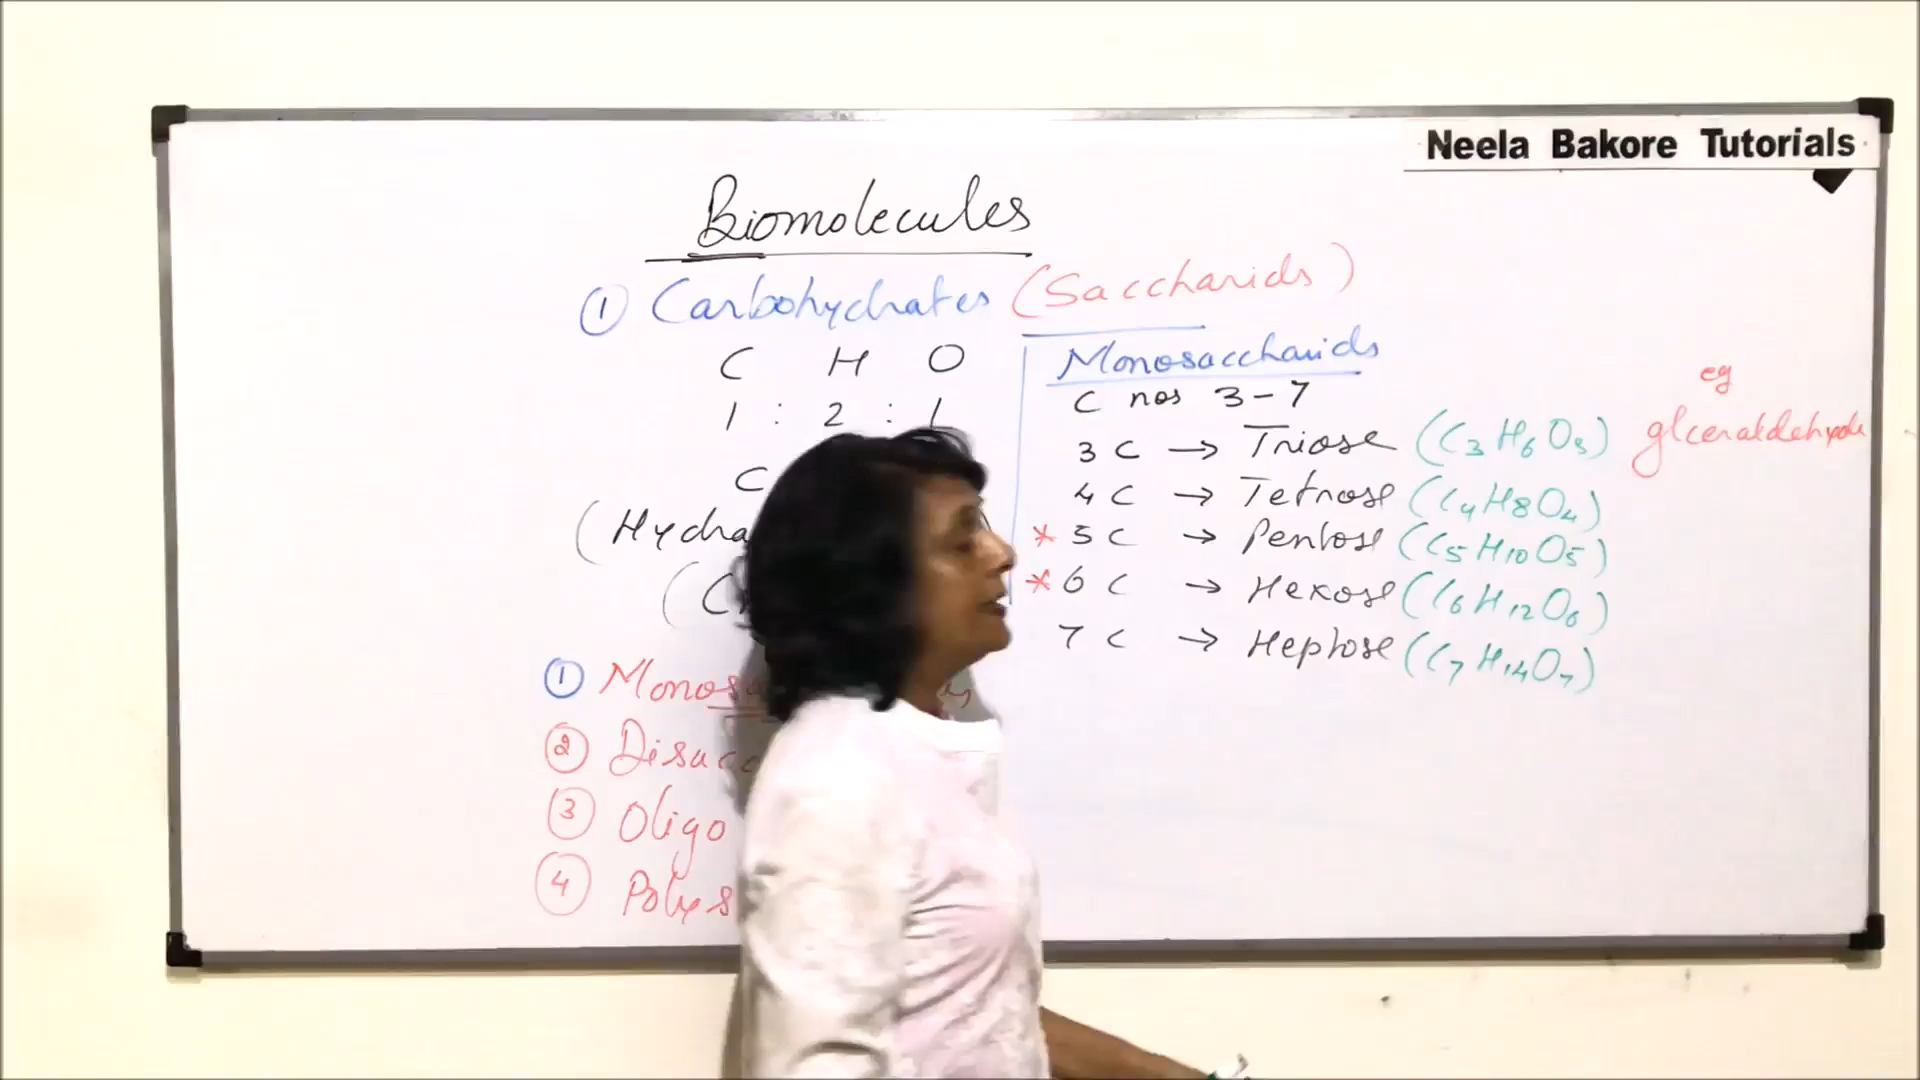 Neela Bakore Tutorials
Biomolecules
① Carbohydrates (Saccharids)
C H O
1 : 2 : 1
C
(Hydra
(C
① Monosa
② Disacc
③ Oligo
④ Polys
Monosaccharids
C nos 3-7
3 C → Triose (C3H6O3)
eg
glceraldehyde
4 C → Tetrose (C4H8O4)
* 5 C → Pentose (C5H10O5)
* 6 C → Hexose (C6H12O6)
7 C → Heptose (C7H14O7)